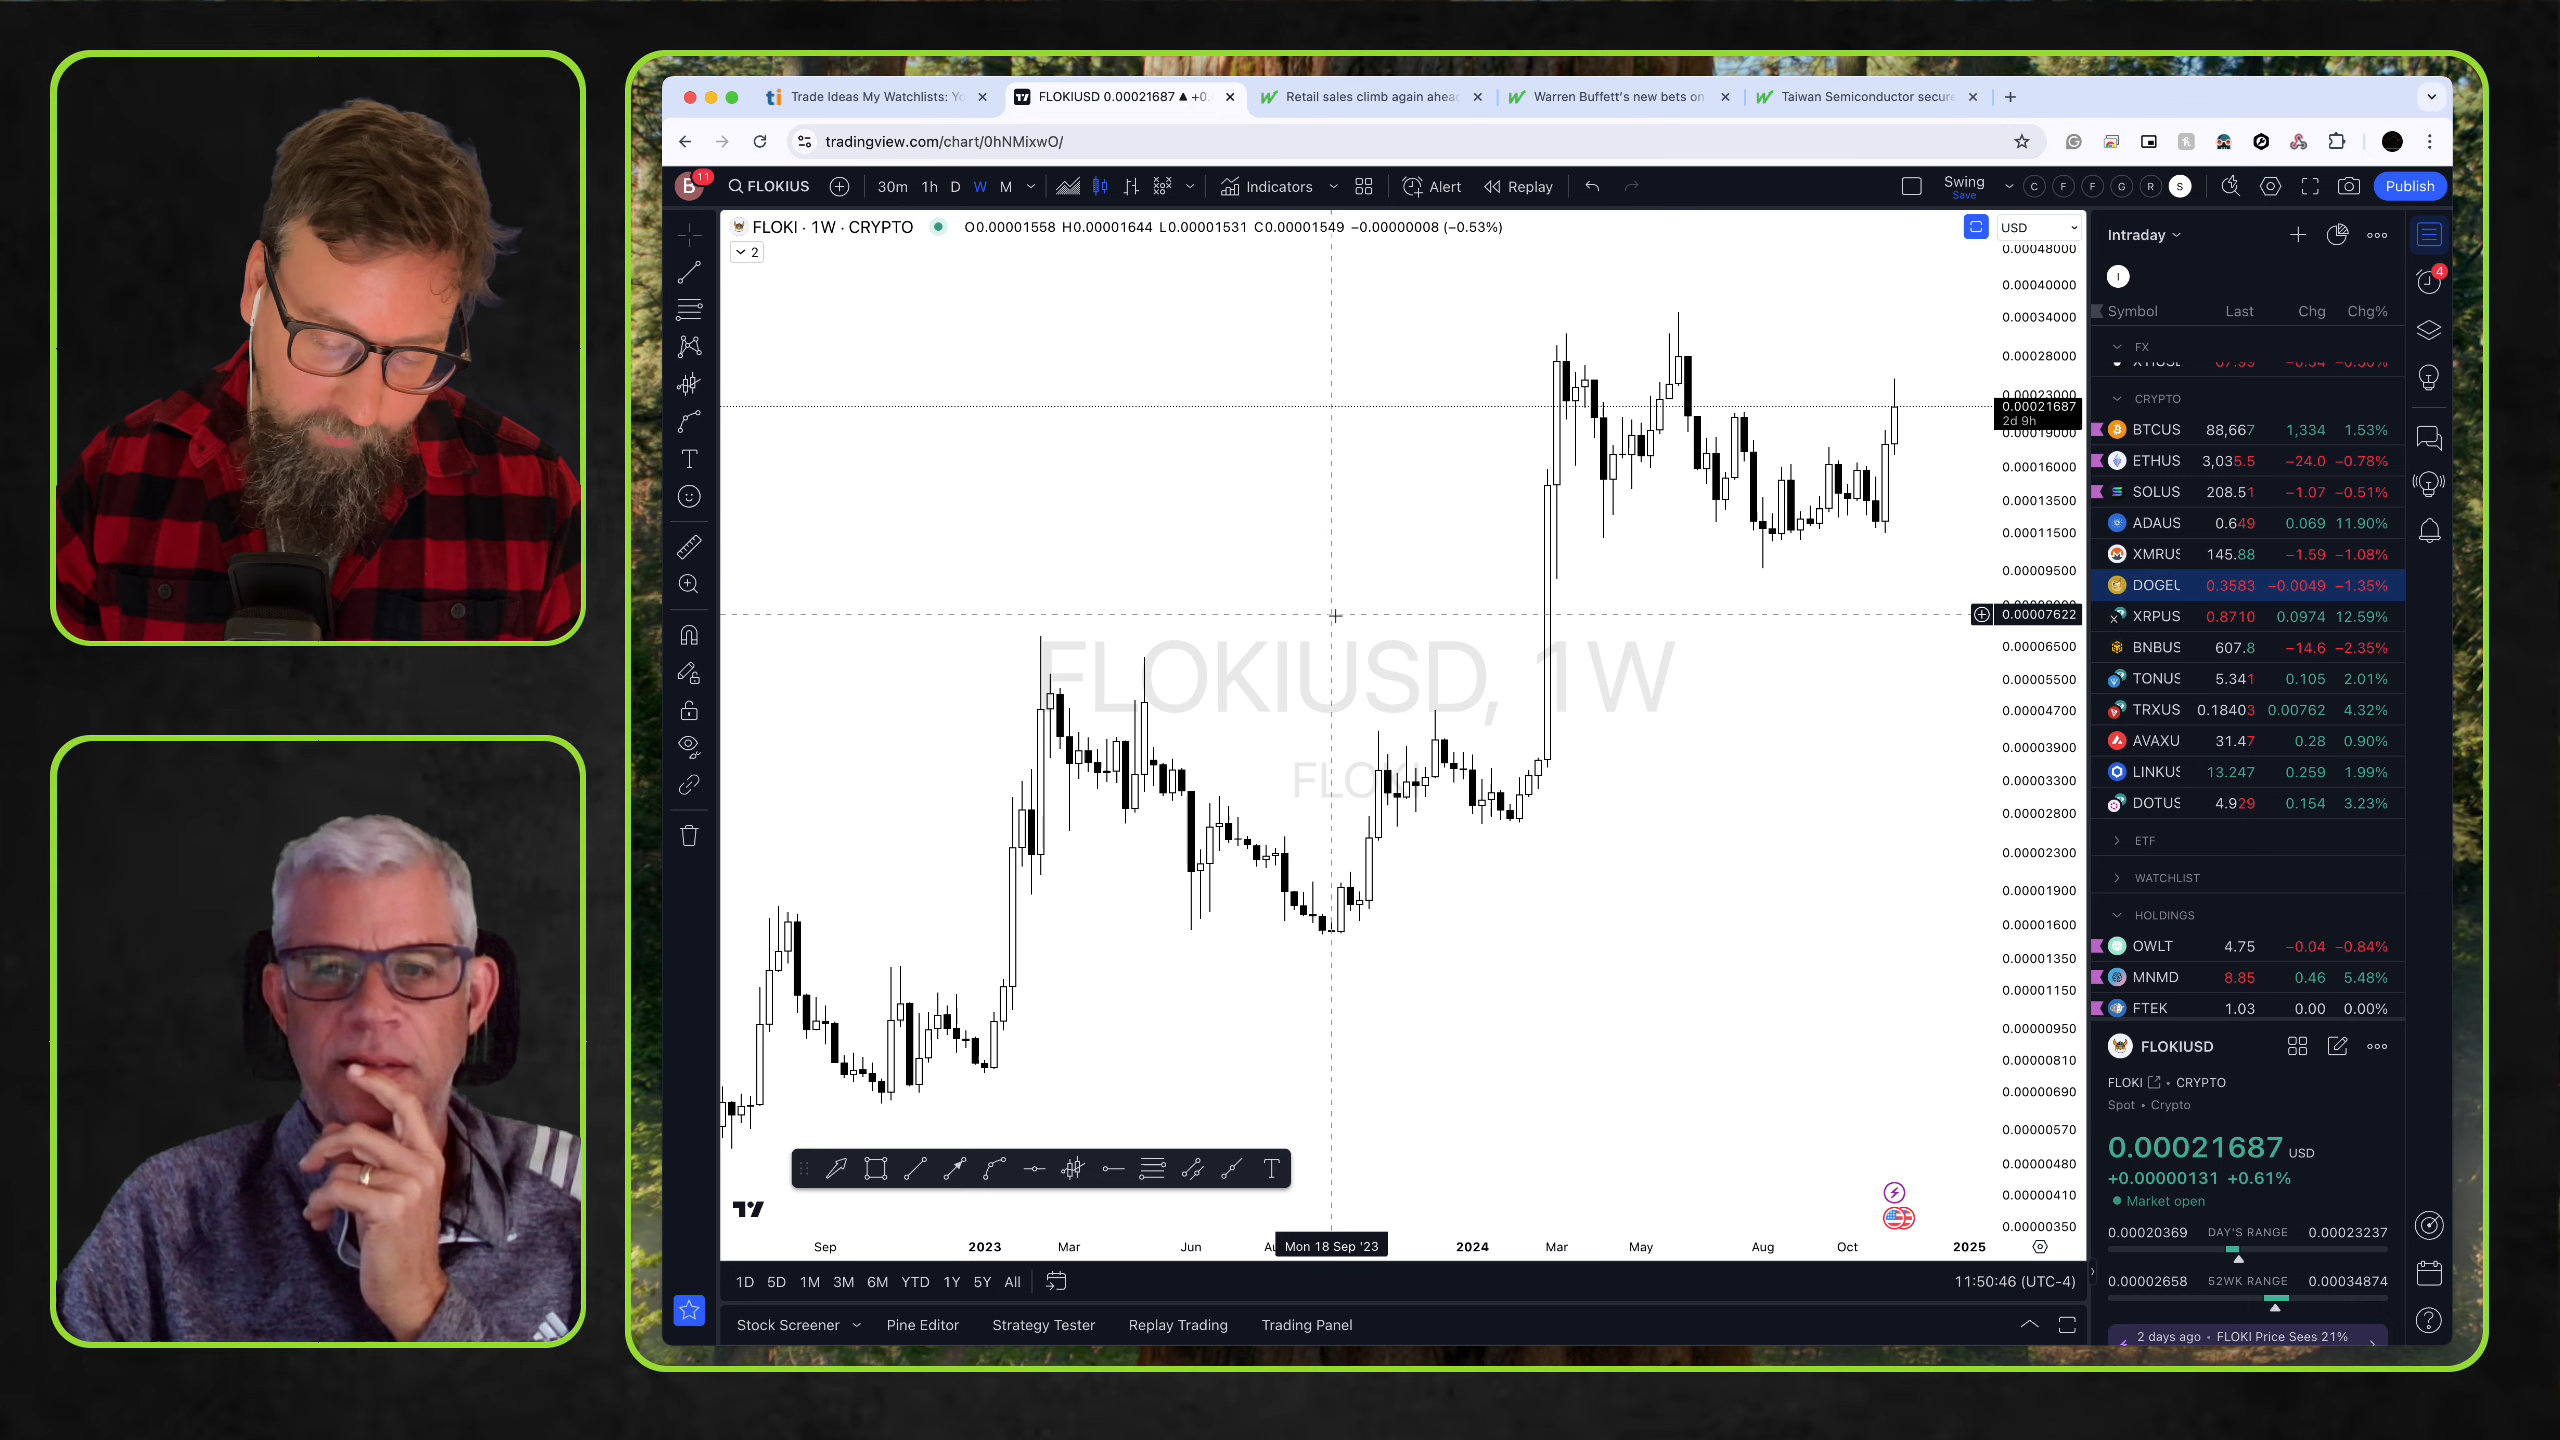 Trade Ideas My Watchlists: Yo
FLOKIUSD 0.00021687 ▲ +0.
Retail sales climb again ahead
Warren Buffett's new bets on
Taiwan Semiconductor secure
tradingview.com/chart/0hNMixwO/
B
11
FLOKIUS
30m 1h D W M
Indicators
Alert
Replay
Swing
Save
C F F G R S
Publish
FLOKI · 1W · CRYPTO
O0.00001558 H0.00001644 L0.00001531 C0.00001549 −0.00000008 (−0.53%)
2
USD
0.00048000
0.00040000
0.00034000
0.00028000
0.00023000
0.00021687
2d 9h
0.00019000
0.00016000
0.00013500
0.00011500
0.00009500
0.00007622
0.00006500
0.00005500
0.00004700
0.00003900
0.00003300
0.00002800
0.00002300
0.00001900
0.00001600
0.00001350
0.00001150
0.00000950
0.00000810
0.00000690
0.00000570
0.00000480
0.00000410
0.00000350
FLOKIUSD, 1W
FLOKI
Sep 2023 Mar Jun Au Mon 18 Sep '23 2024 Mar May Aug Oct 2025
1D 5D 1M 3M 6M YTD 1Y 5Y All
11:50:46 (UTC-4)
Stock Screener Pine Editor Strategy Tester Replay Trading Trading Panel
Intraday
I
Symbol Last Chg Chg%
FX
CRYPTO
BTCUS 88,667 1,334 1.53%
ETHUS 3,035.5 −24.0 −0.78%
SOLUS 208.51 −1.07 −0.51%
ADAUS 0.649 0.069 11.90%
XMRUS 145.88 −1.59 −1.08%
DOGEU 0.3583 −0.0049 −1.35%
XRPUS 0.8710 0.0974 12.59%
BNBUS 607.8 −14.6 −2.35%
TONUS 5.341 0.105 2.01%
TRXUS 0.18403 0.00762 4.32%
AVAXU 31.47 0.28 0.90%
LINKUS 13.247 0.259 1.99%
DOTUS 4.929 0.154 3.23%
ETF
WATCHLIST
HOLDINGS
OWLT 4.75 −0.04 −0.84%
MNMD 8.85 0.46 5.48%
FTEK 1.03 0.00 0.00%
FLOKIUSD
FLOKI • CRYPTO
Spot • Crypto
0.00021687 USD
+0.00000131 +0.61%
Market open
0.00020369 DAY'S RANGE 0.00023237
0.00002658 52WK RANGE 0.00034874
2 days ago • FLOKI Price Sees 21%
4